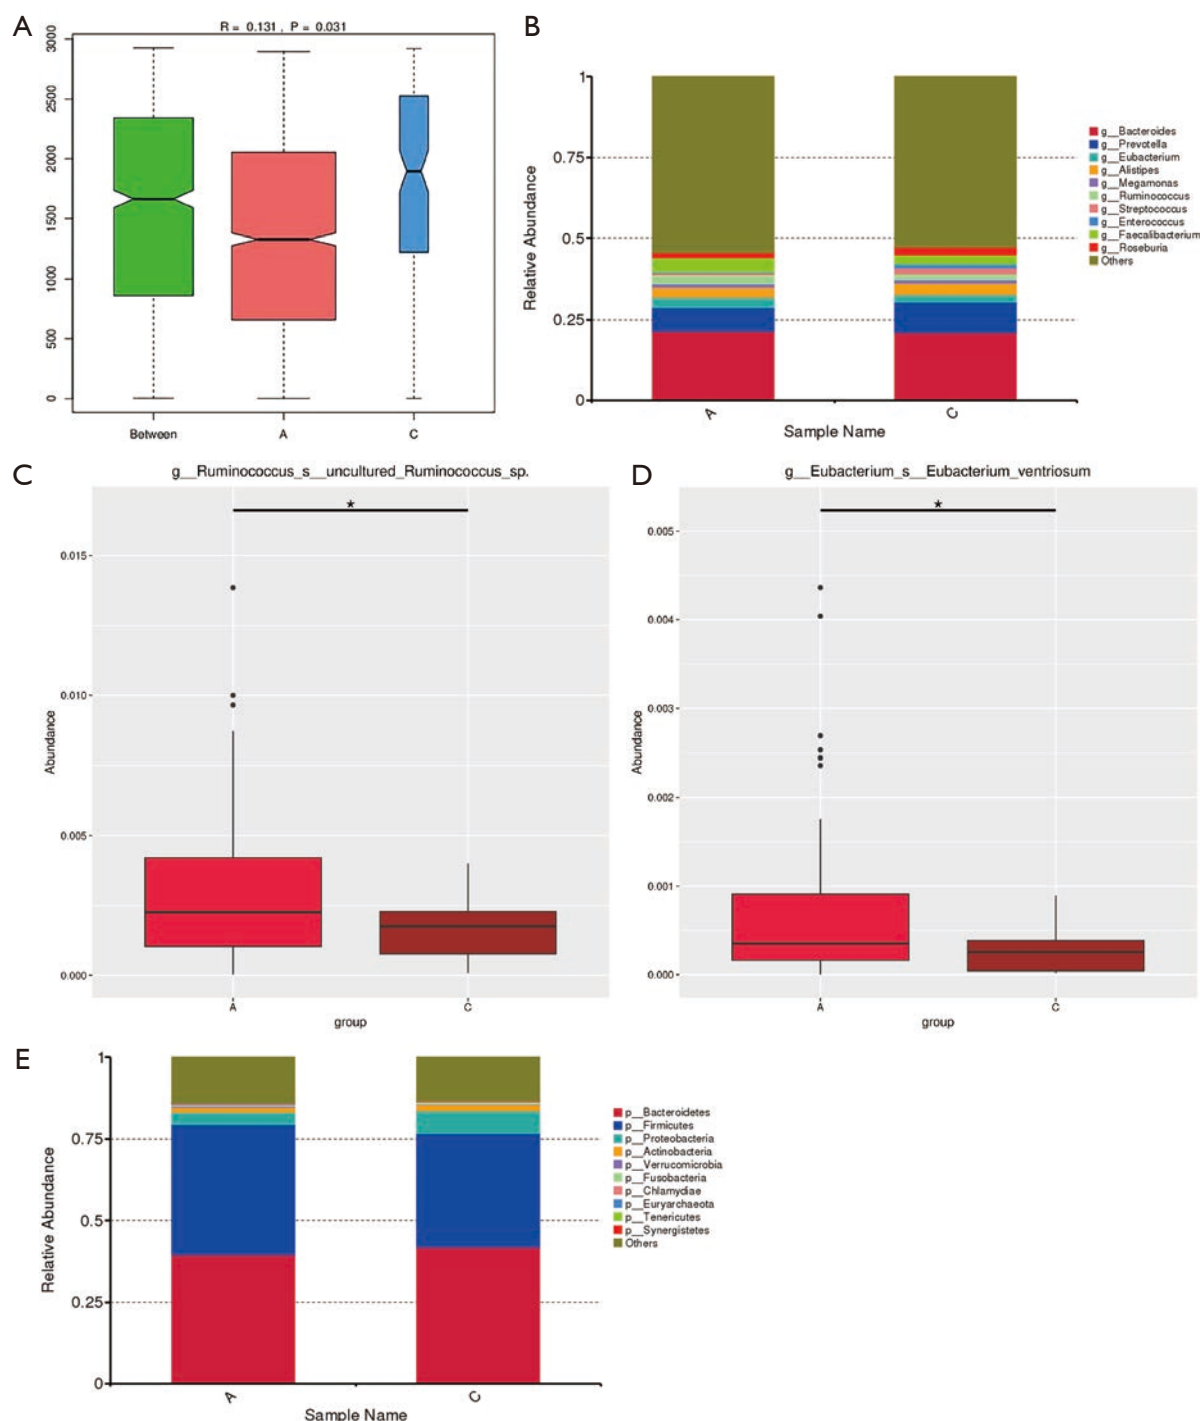 A
R = 0.131 , P = 0.031
3000
2500
2000
1500
1000
500
0
Between A C
B
1
0.75
0.5
0.25
0
Relative Abundance
A C
Sample Name
g__Bacteroides
g__Prevotella
g__Eubacterium
g__Alistipes
g__Megamonas
g__Ruminococcus
g__Streptococcus
g__Enterococcus
g__Faecalibacterium
g__Roseburia
Others
C
g__Ruminococcus_s__uncultured_Ruminococcus_sp.
*
0.015
0.010
0.005
0.000
Abundance
A C
group
D
g__Eubacterium_s__Eubacterium_ventriosum
*
0.005
0.004
0.003
0.002
0.001
0.000
Abundance
A C
group
E
1
0.75
0.5
0.25
0
Relative Abundance
A C
Sample Name
p__Bacteroidetes
p__Firmicutes
p__Proteobacteria
p__Actinobacteria
p__Verrucomicrobia
p__Fusobacteria
p__Chlamydiae
p__Euryarchaeota
p__Tenericutes
p__Synergistetes
Others